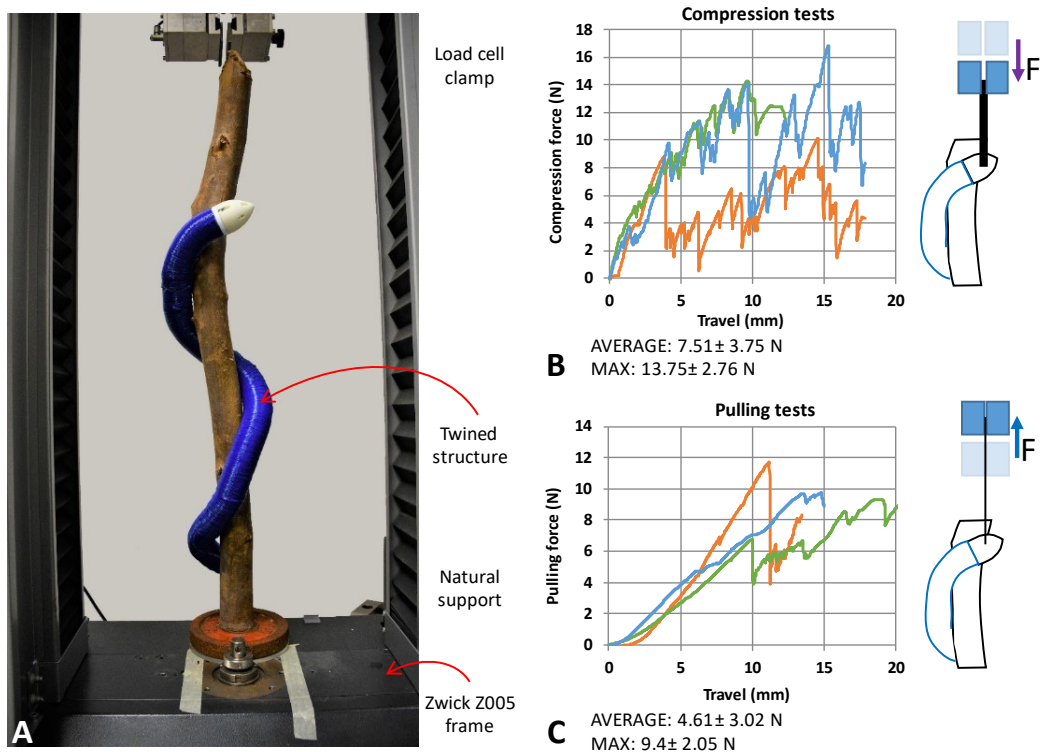 Load cell
clamp
Twined
structure
Natural
support
Zwick Z005
frame
A
Compression tests
Compression force (N)
18
16
14
12
10
8
6
4
2
0
0 5 10 15 20
Travel (mm)
F
B
AVERAGE: 7.51± 3.75 N
MAX: 13.75± 2.76 N
Pulling tests
Pulling force (N)
14
12
10
8
6
4
2
0
0 5 10 15 20
Travel (mm)
F
C
AVERAGE: 4.61± 3.02 N
MAX: 9.4± 2.05 N